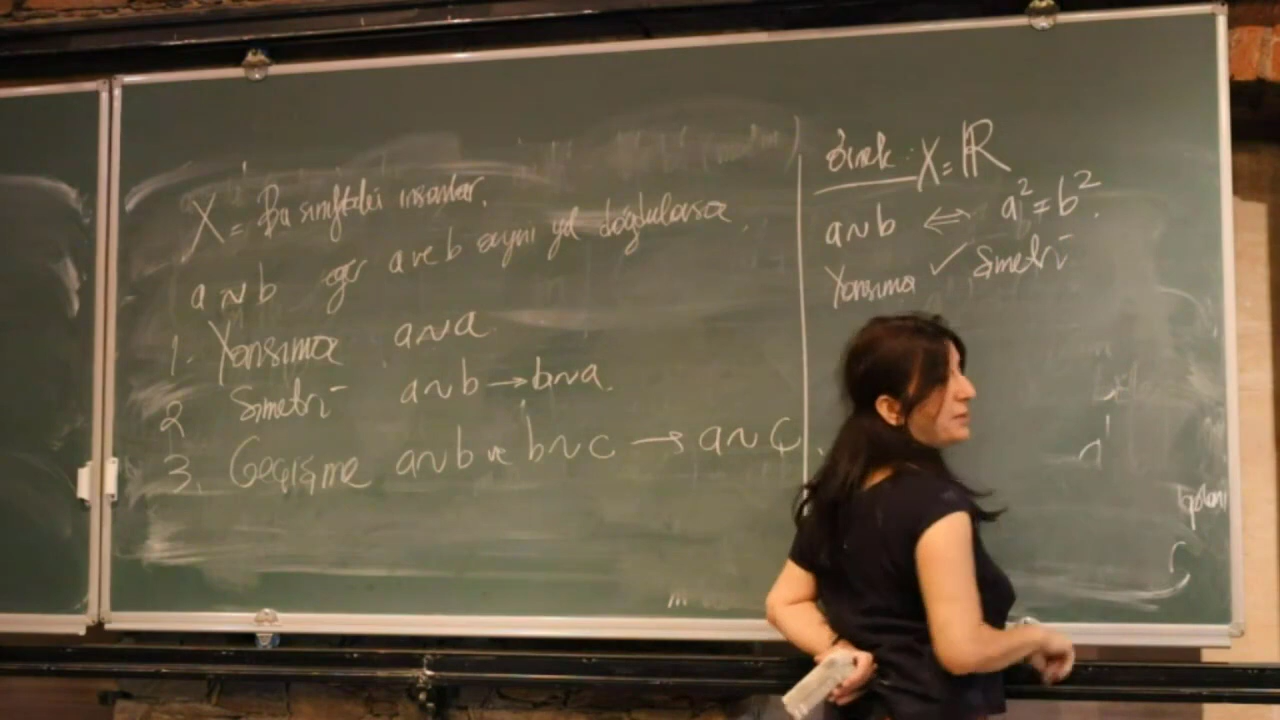 X = Bu sınıftaki insanlar.
a ~ b eğer a ve b aynı yıl doğdularsa.
1. Yansıma a~a
2 Simetri a~b → b~a.
3. Geçişme a~b ve b~c → a~c.
Örnek: X = ℝ
a~b ⟺ a² = b².
Yansıma ✓ Simetri